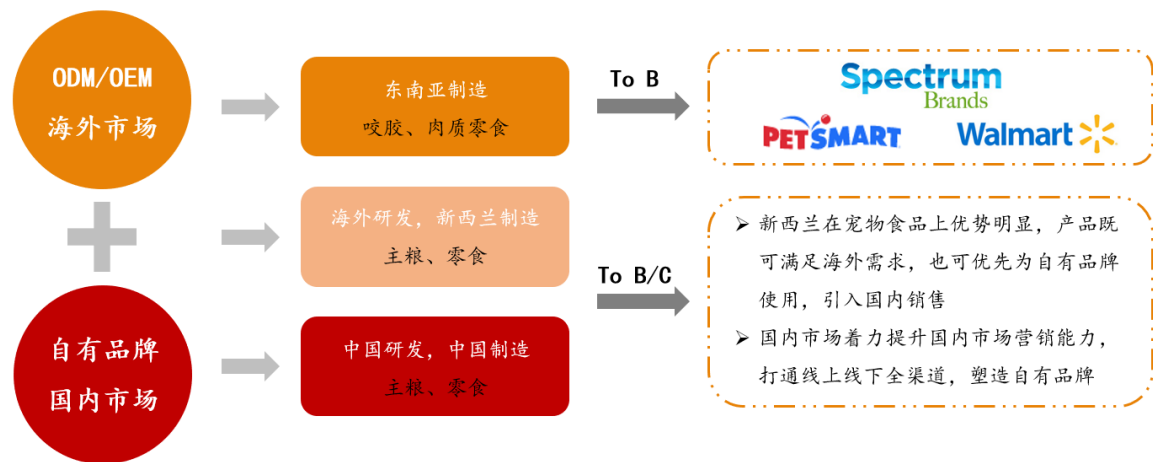 ODM/OEM
海外市场
自有品牌
国内市场
东南亚制造
咬胶、肉质零食
海外研发，新西兰制造
主粮、零食
中国研发，中国制造
主粮、零食
To B
To B/C
Spectrum
Brands
PETSMART
Walmart
➢ 新西兰在宠物食品上优势明显，产品既
可满足海外需求，也可优先为自有品牌
使用，引入国内销售
➢ 国内市场着力提升国内市场营销能力，
打通线上线下全渠道，塑造自有品牌